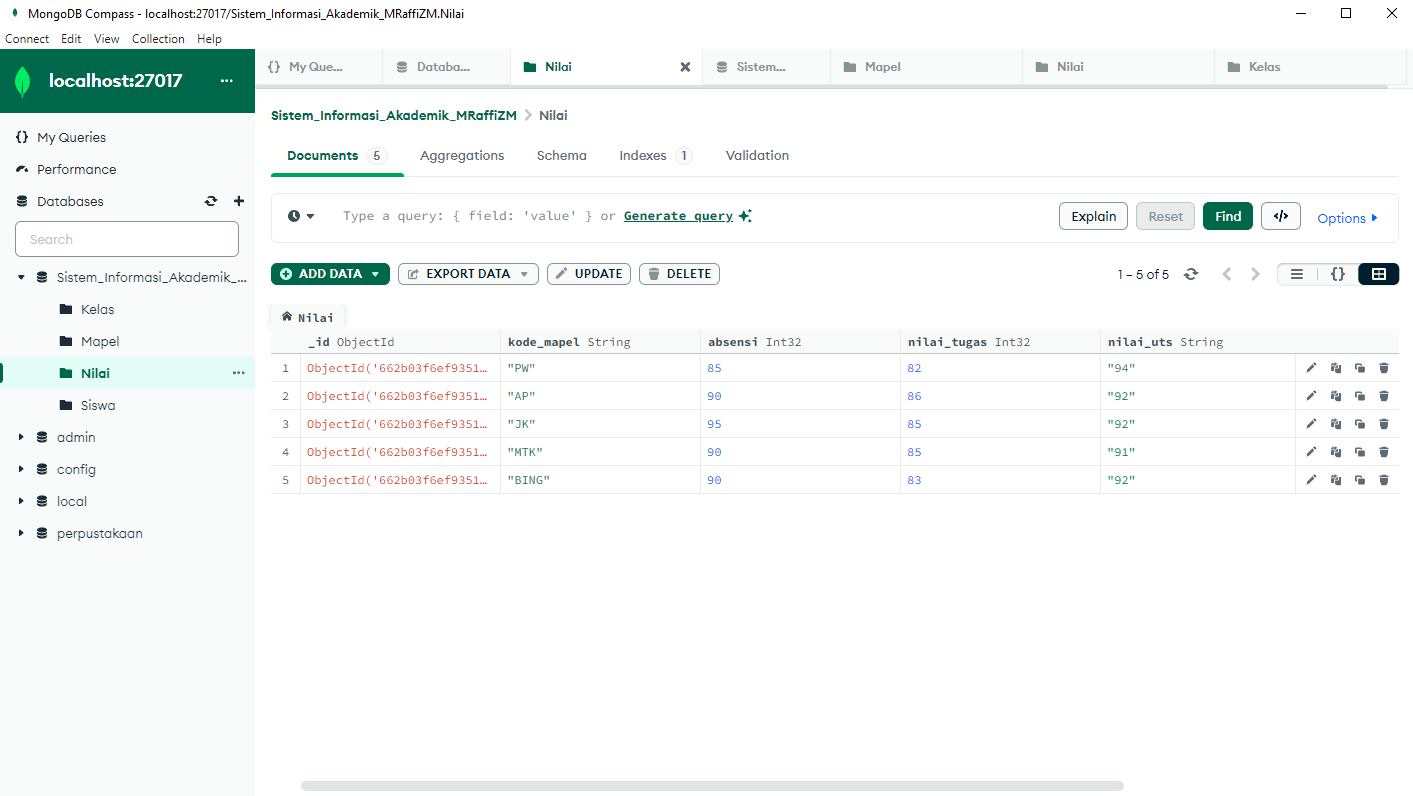 MongoDB Compass - localhost:27017/Sistem_Informasi_Akademik_MRaffiZM.Nilai
Connect Edit View Collection Help
localhost:27017 ...
My Queries
Performance
Databases
Search
Sistem_Informasi_Akademik_...
Kelas
Mapel
Nilai
Siswa
admin
config
local
perpustakaan
{} My Que... Databa... Nilai Sistem... Mapel Nilai Kelas
Sistem_Informasi_Akademik_MRaffiZM > Nilai
Documents 5 Aggregations Schema Indexes 1 Validation
Type a query: { field: 'value' } or Generate query
Explain Reset Find </> Options
ADD DATA EXPORT DATA UPDATE DELETE
1 – 5 of 5 {}
Nilai
_id ObjectId kode_mapel String absensi Int32 nilai_tugas Int32 nilai_uts String
1 ObjectId('662b03f6ef9351... "PW" 85 82 "94"
2 ObjectId('662b03f6ef9351... "AP" 90 86 "92"
3 ObjectId('662b03f6ef9351... "JK" 95 85 "92"
4 ObjectId('662b03f6ef9351... "MTK" 90 85 "91"
5 ObjectId('662b03f6ef9351... "BING" 90 83 "92"